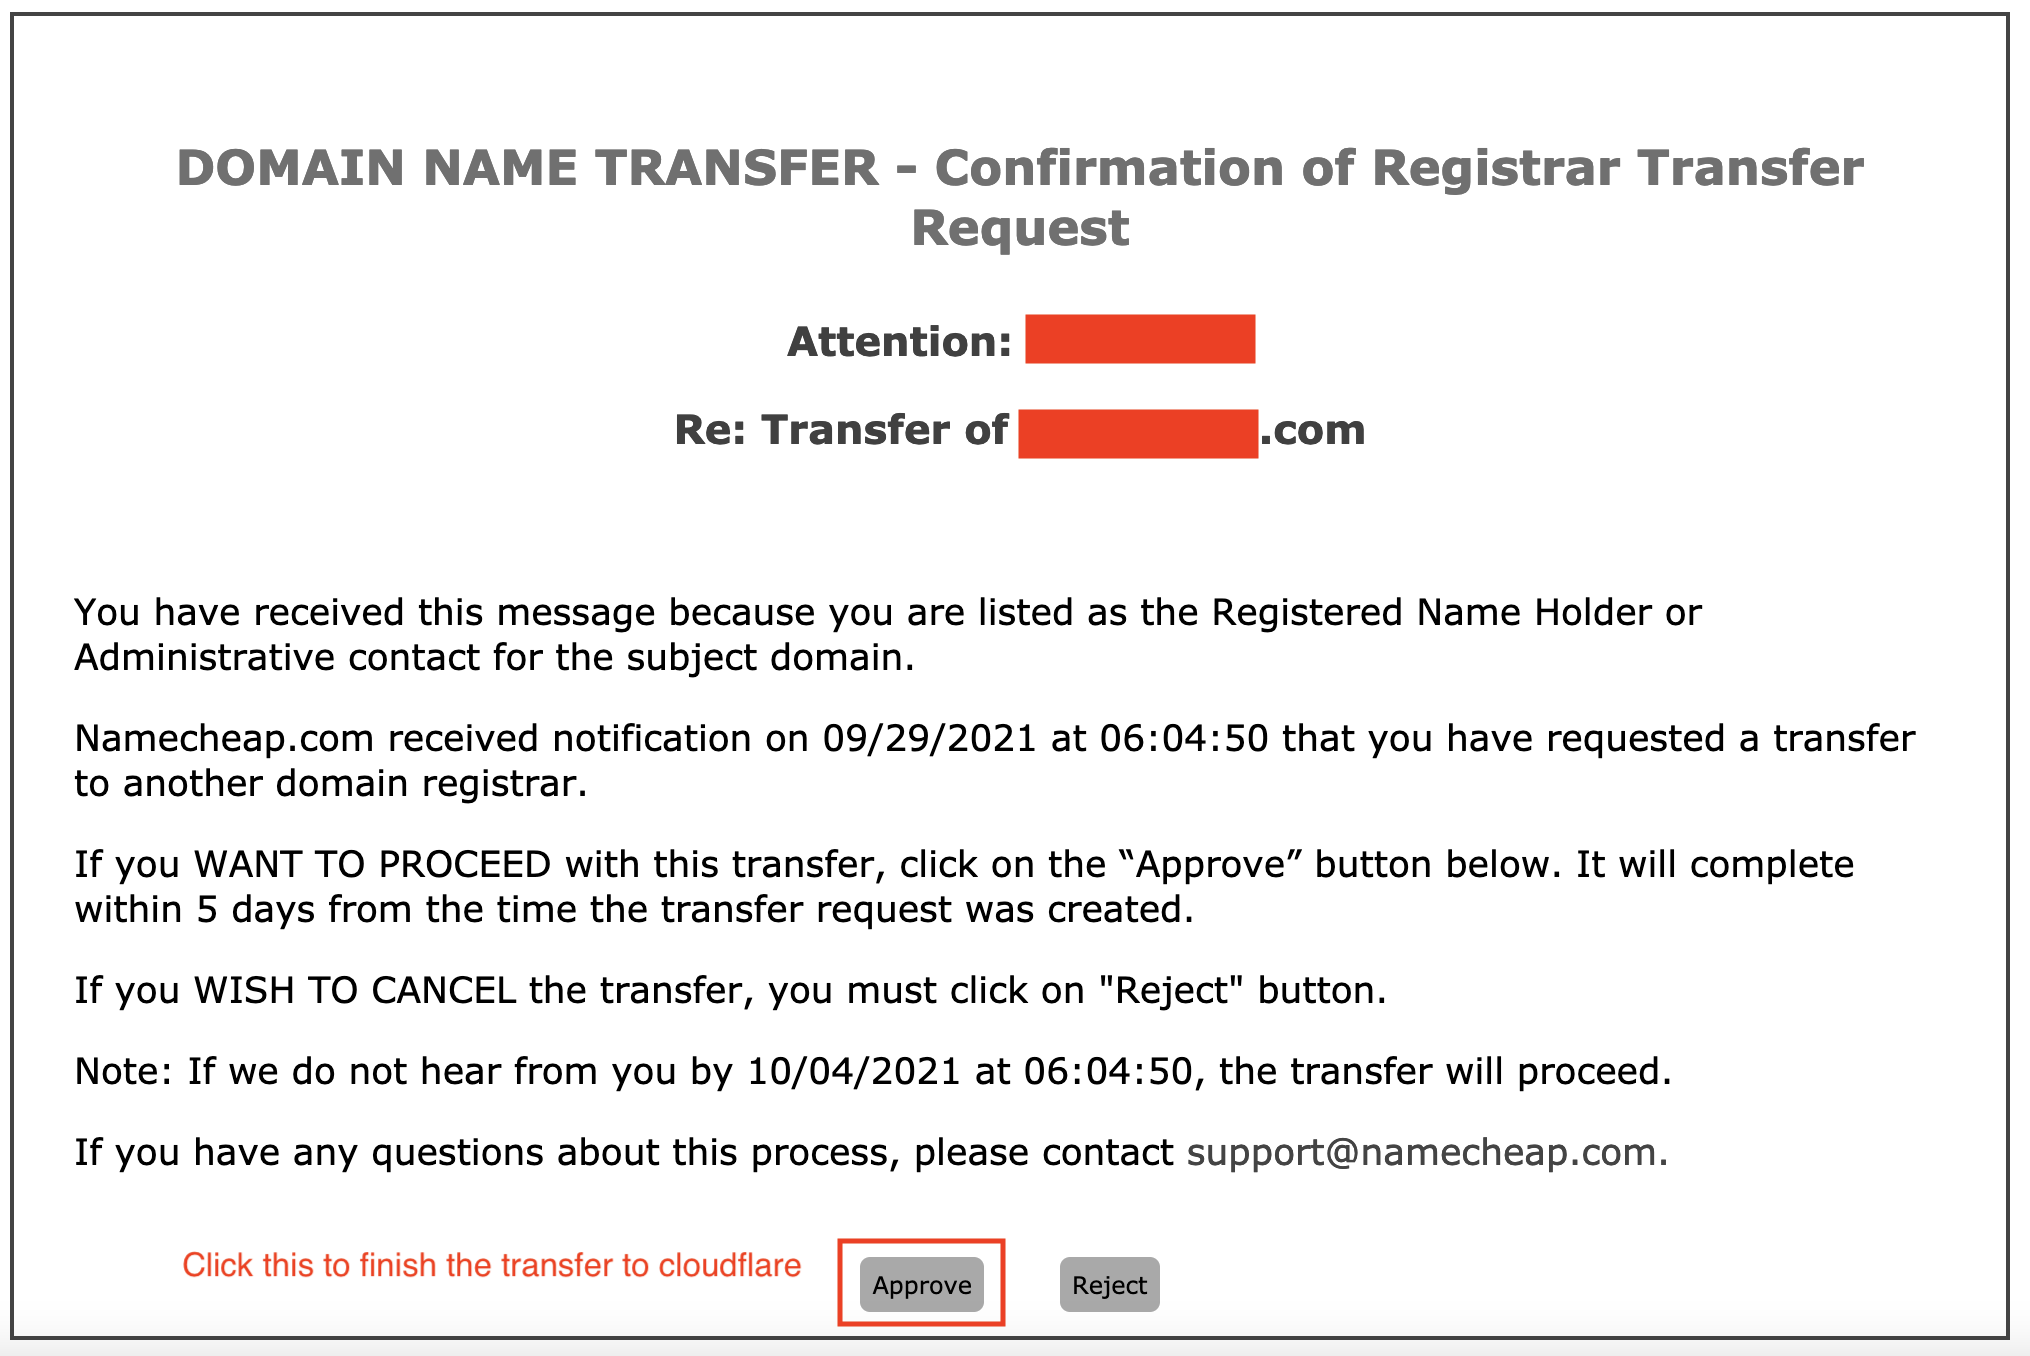 DOMAIN NAME TRANSFER - Confirmation of Registrar Transfer
Request
Attention:
Re: Transfer of .com
You have received this message because you are listed as the Registered Name Holder or
Administrative contact for the subject domain.
Namecheap.com received notification on 09/29/2021 at 06:04:50 that you have requested a transfer
to another domain registrar.
If you WANT TO PROCEED with this transfer, click on the “Approve” button below. It will complete
within 5 days from the time the transfer request was created.
If you WISH TO CANCEL the transfer, you must click on "Reject" button.
Note: If we do not hear from you by 10/04/2021 at 06:04:50, the transfer will proceed.
If you have any questions about this process, please contact support@namecheap.com.
Click this to finish the transfer to cloudflare
Approve
Reject